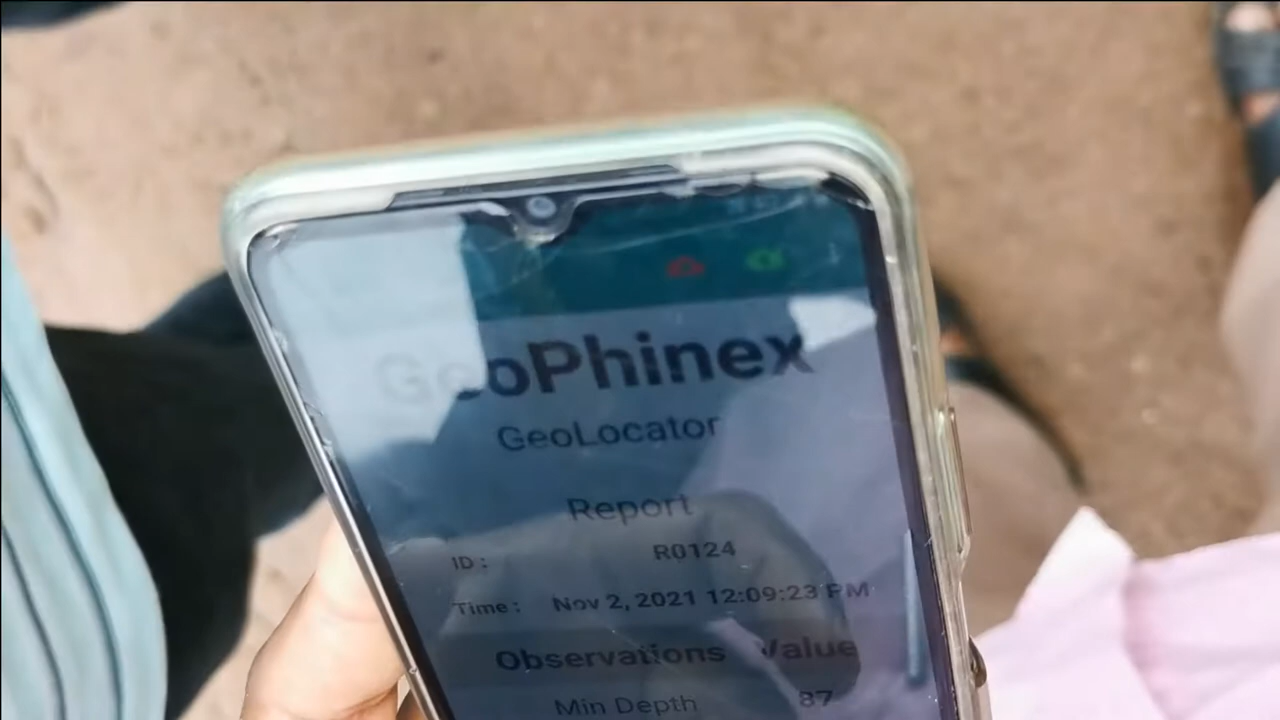 GeoPhinex
GeoLocator
Report
ID : R0124
Time : Nov 2, 2021 12:09:23 PM
Observations Value
Min Depth 87